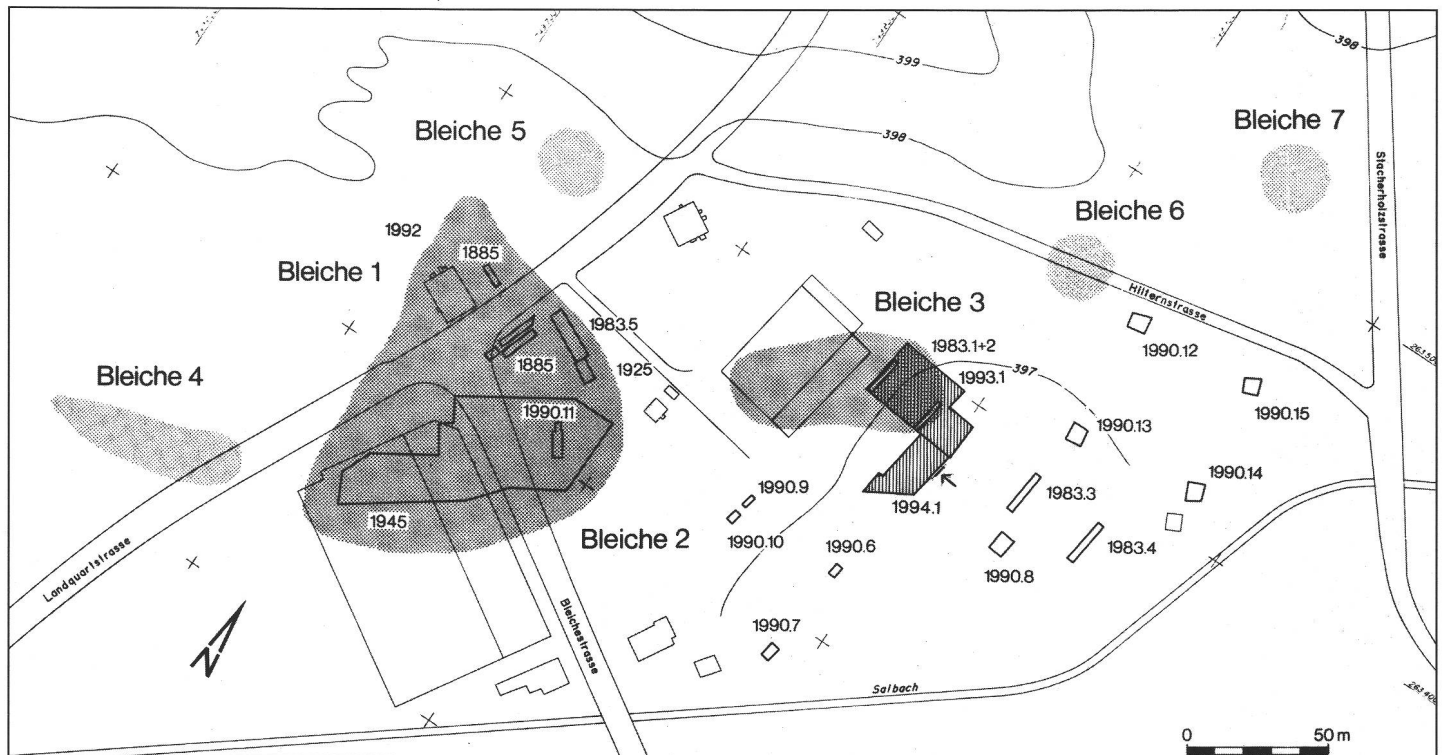 399
398
398
Bleiche 5
Bleiche 7
Stacherholzstrasse
1992
1885
Bleiche 1
Bleiche 6
Hilternstrasse
Bleiche 3
1983.5
1885
1925
1983.1+2
1993.1
397
1990.12
1990.15
Bleiche 4
1990.11
1990.13
1990.14
1990.9
1990.10
1994.1
1983.3
1983.4
1945
Bleiche 2
1990.6
1990.8
Landquartstrasse
N
Bleichestrasse
1990.7
Salbach
263400
0 50 m